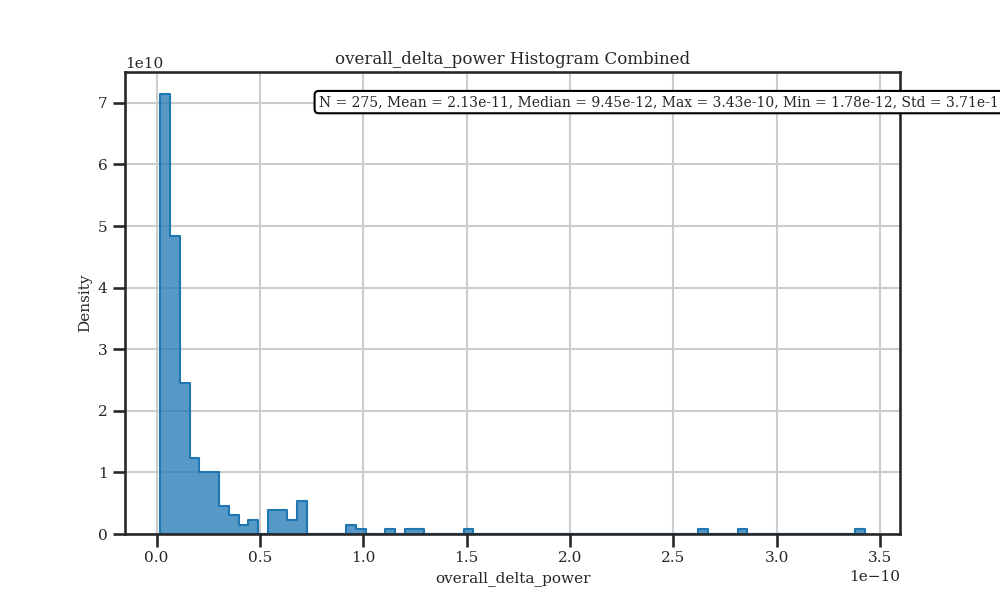 overall_delta_power Histogram Combined
1e10
N = 275, Mean = 2.13e-11, Median = 9.45e-12, Max = 3.43e-10, Min = 1.78e-12, Std = 3.71e-1
7
6
5
4
3
2
1
0
Density
0.0 0.5 1.0 1.5 2.0 2.5 3.0 3.5
1e−10
overall_delta_power